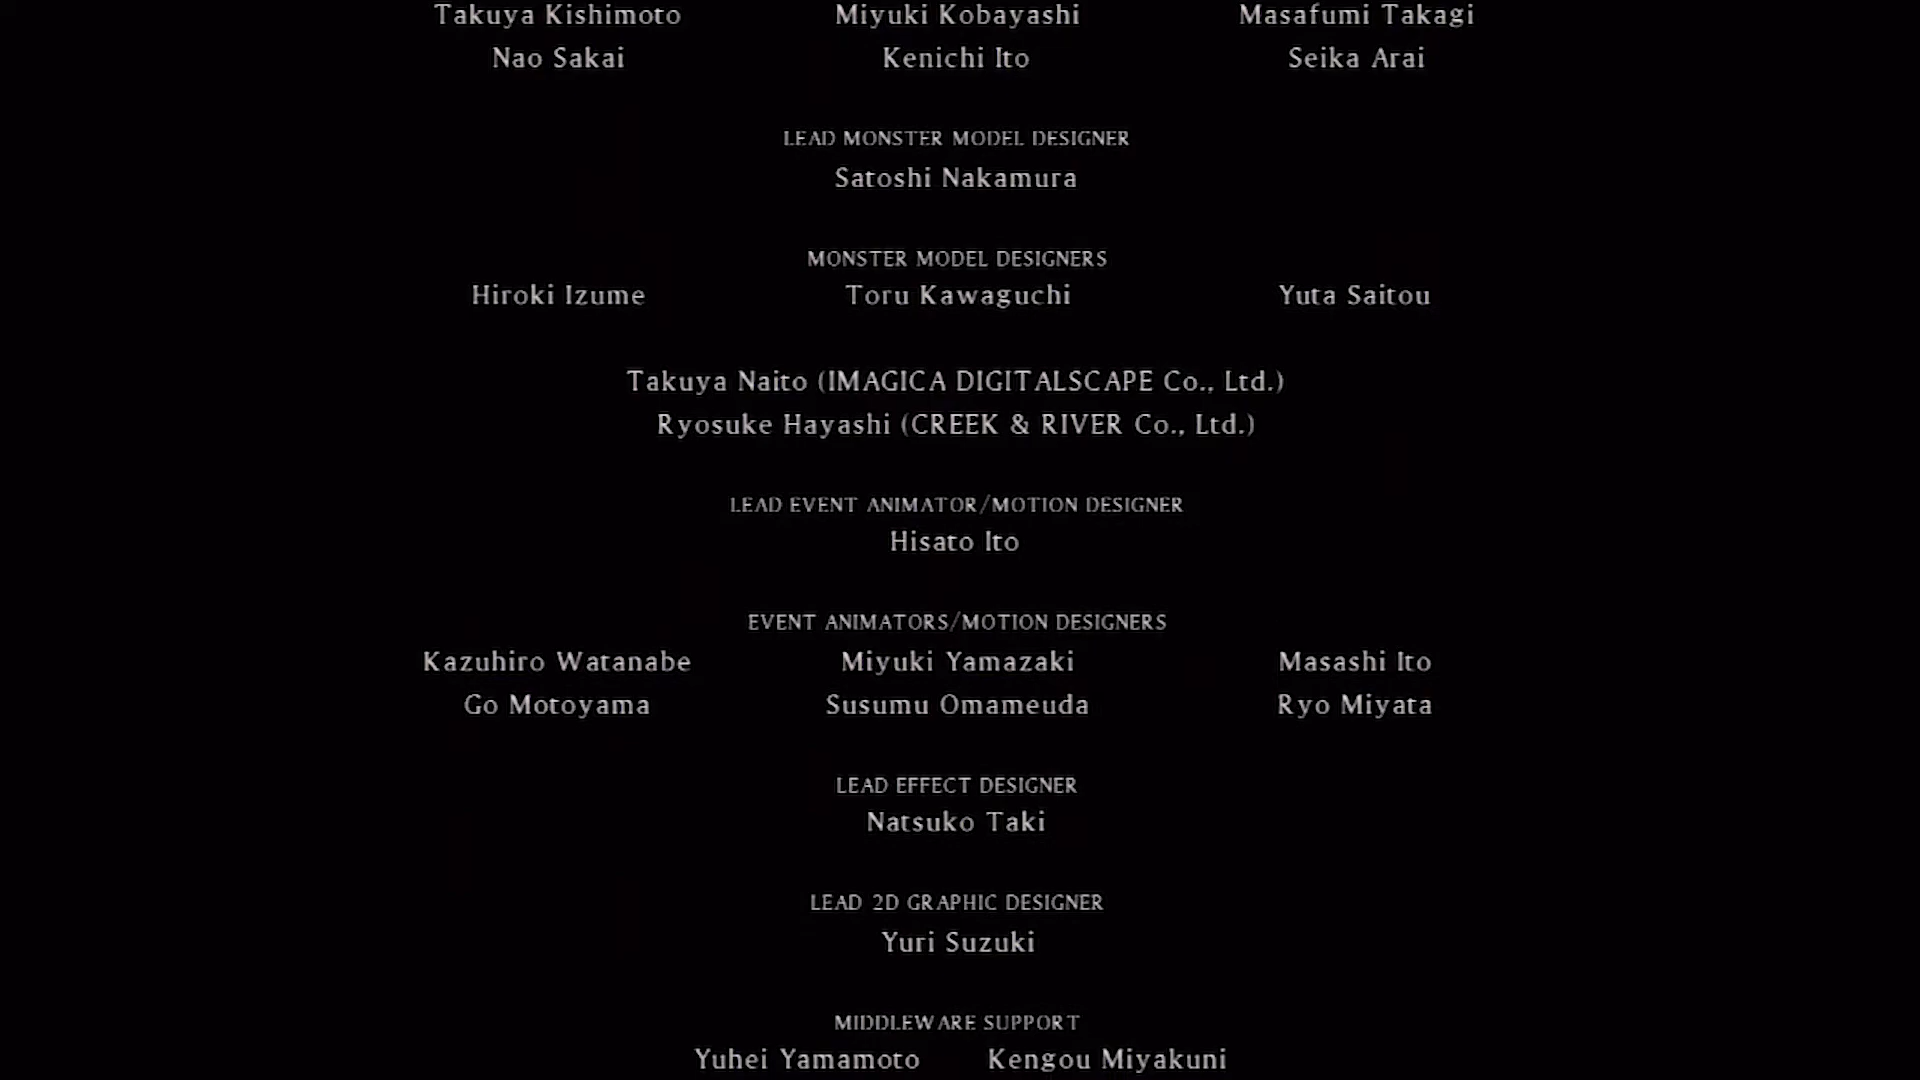 Takuya Kishimoto Miyuki Kobayashi Masafumi Takagi
Nao Sakai Kenichi Ito Seika Arai
LEAD MONSTER MODEL DESIGNER
Satoshi Nakamura
MONSTER MODEL DESIGNERS
Hiroki Izume Toru Kawaguchi Yuta Saitou
Takuya Naito (IMAGICA DIGITALSCAPE Co., Ltd.)
Ryosuke Hayashi (CREEK & RIVER Co., Ltd.)
LEAD EVENT ANIMATOR/MOTION DESIGNER
Hisato Ito
EVENT ANIMATORS/MOTION DESIGNERS
Kazuhiro Watanabe Miyuki Yamazaki Masashi Ito
Go Motoyama Susumu Omameuda Ryo Miyata
LEAD EFFECT DESIGNER
Natsuko Taki
LEAD 2D GRAPHIC DESIGNER
Yuri Suzuki
MIDDLEWARE SUPPORT
Yuhei Yamamoto Kengou Miyakuni